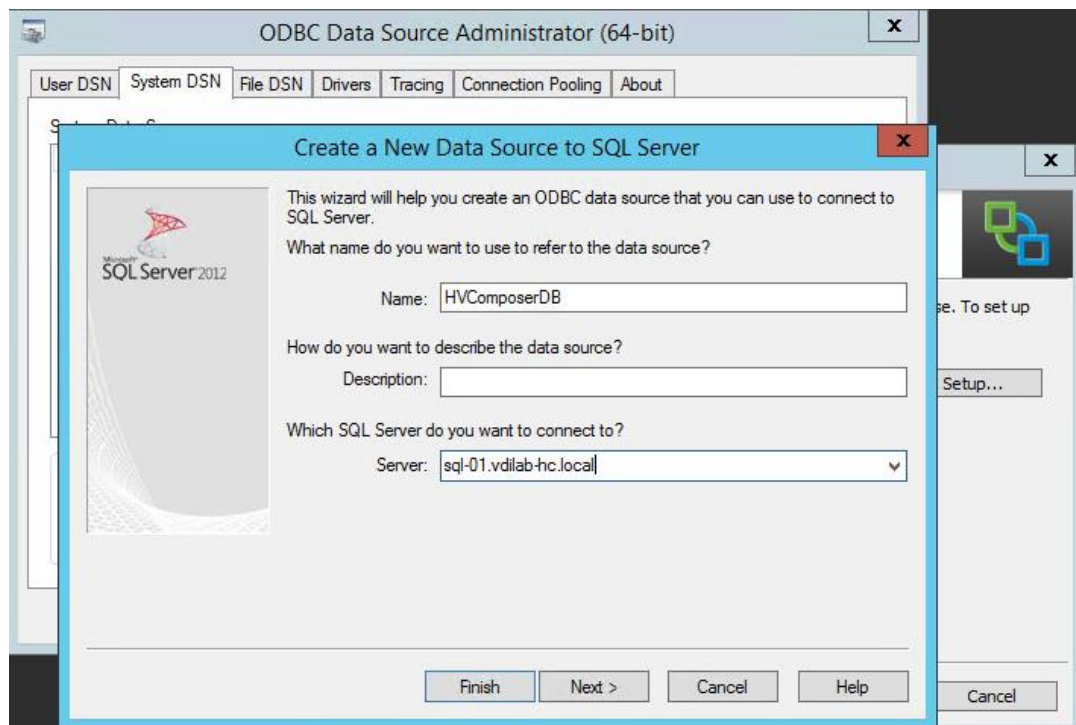 ODBC Data Source Administrator (64-bit)
x
User DSN System DSN File DSN Drivers Tracing Connection Pooling About
Create a New Data Source to SQL Server
x
x
Microsoft
SQL Server 2012
This wizard will help you create an ODBC data source that you can use to connect to
SQL Server.
What name do you want to use to refer to the data source?
Name: HVComposerDB
How do you want to describe the data source?
Description:
Which SQL Server do you want to connect to?
Server: sql-01.vdilab-hc.local
se. To set up
Setup...
Finish Next > Cancel Help
Cancel